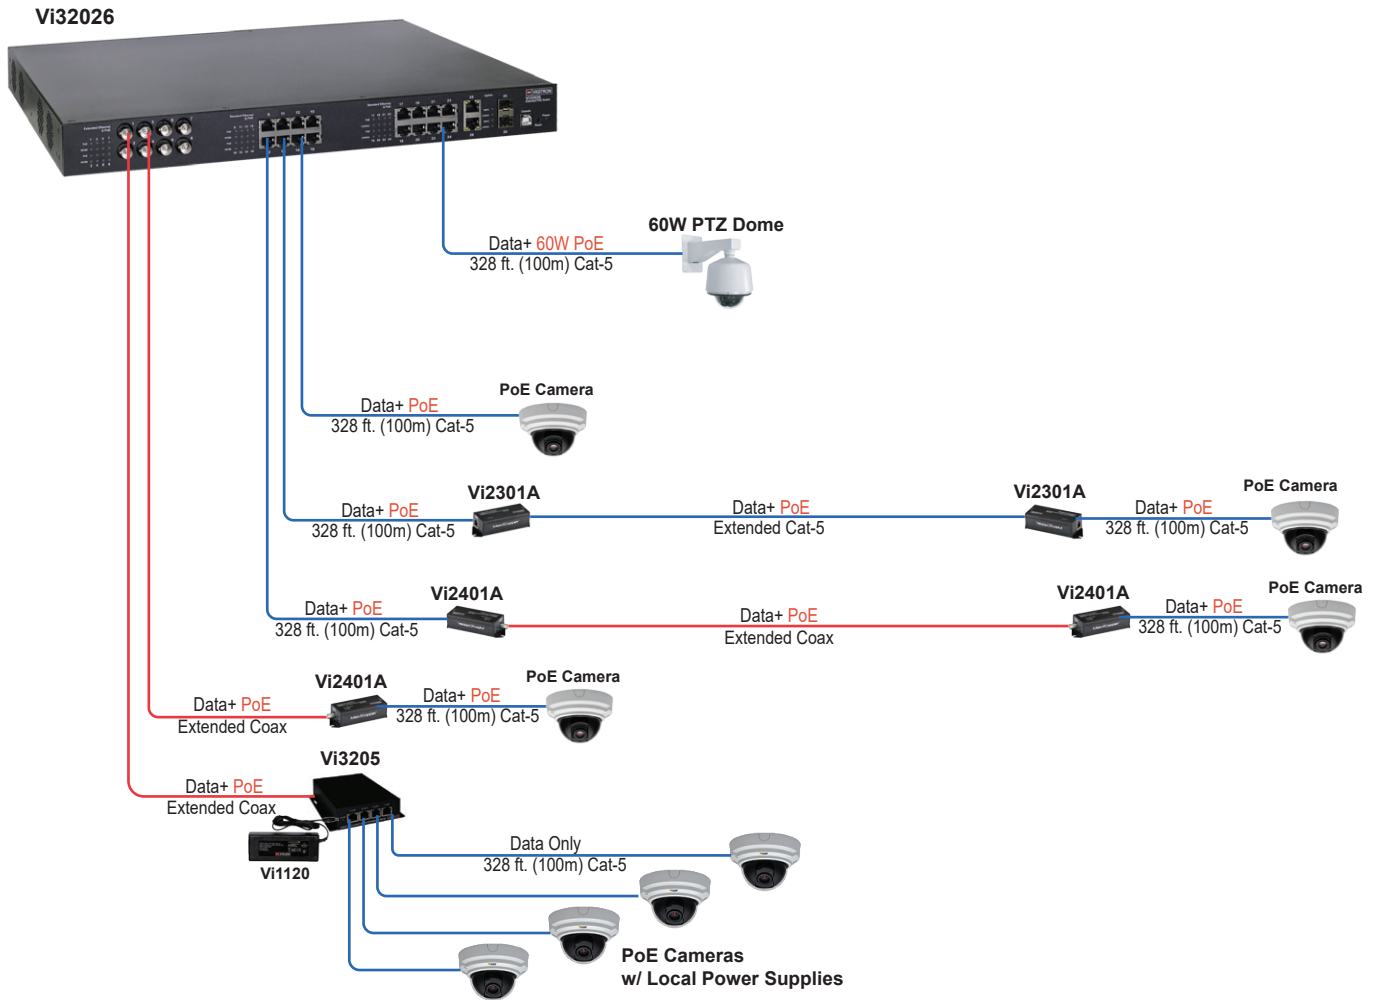 Vi32026
60W PTZ Dome
Data+ 60W PoE
328 ft. (100m) Cat-5
PoE Camera
Data+ PoE
328 ft. (100m) Cat-5
Vi2301A
Data+ PoE
328 ft. (100m) Cat-5
Data+ PoE
Extended Cat-5
Vi2301A
Data+ PoE
328 ft. (100m) Cat-5
PoE Camera
Vi2401A
Data+ PoE
328 ft. (100m) Cat-5
Data+ PoE
Extended Coax
Vi2401A
Data+ PoE
328 ft. (100m) Cat-5
PoE Camera
Vi2401A
Data+ PoE
Extended Coax
Data+ PoE
328 ft. (100m) Cat-5
PoE Camera
Vi3205
Data+ PoE
Extended Coax
Vi1120
Data Only
328 ft. (100m) Cat-5
PoE Cameras
w/ Local Power Supplies